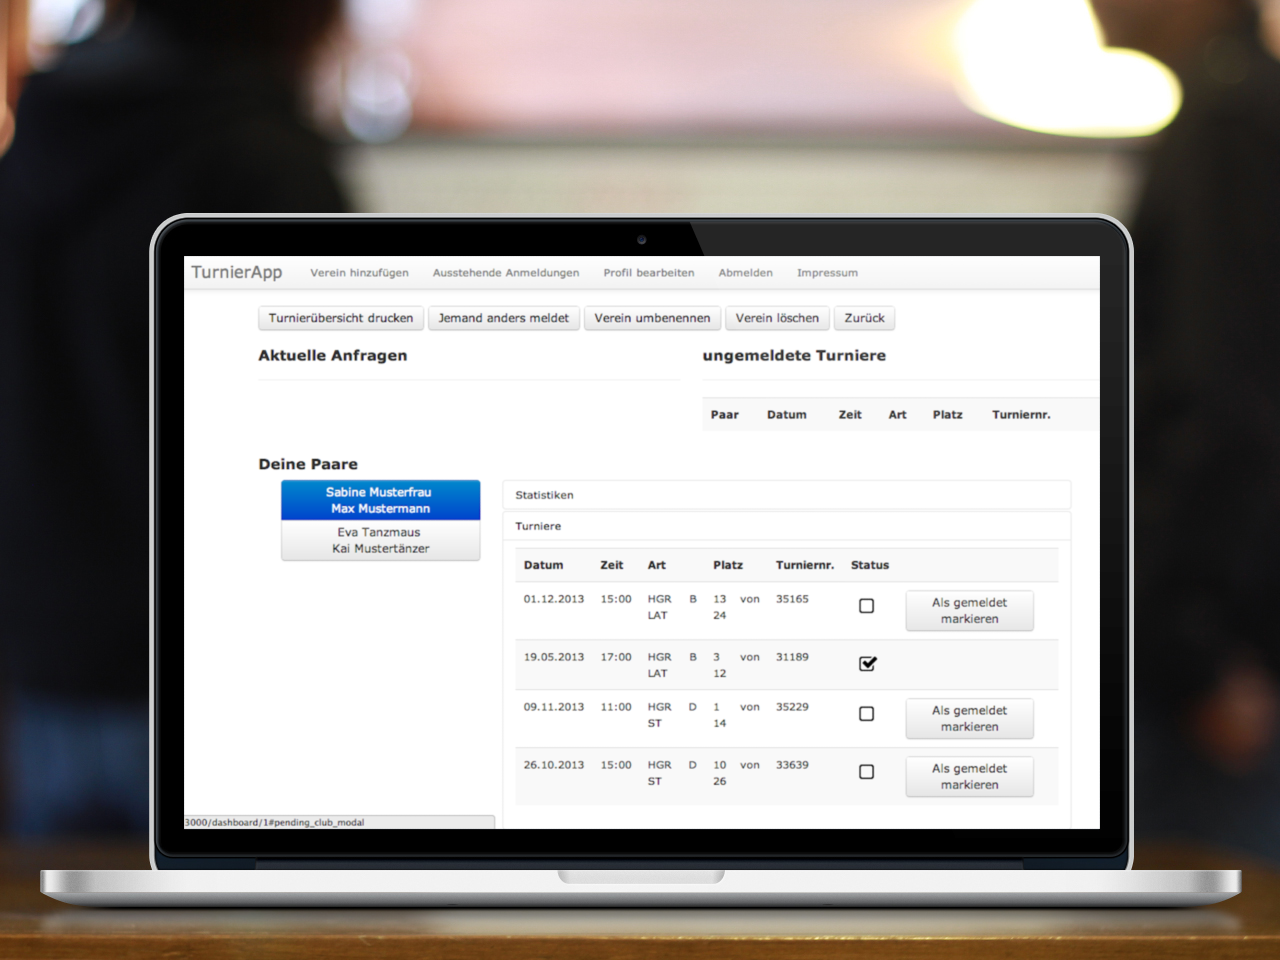 TurnierApp Verein hinzufügen Ausstehende Anmeldungen Profil bearbeiten Abmelden Impressum
Turnierübersicht drucken Jemand anders meldet Verein umbenennen Verein löschen Zurück
Aktuelle Anfragen
ungemeldete Turniere
Paar Datum Zeit Art Platz Turniernr.
Deine Paare
Sabine Musterfrau
Max Mustermann
Eva Tanzmaus
Kai Mustertänzer
Statistiken
Turniere
Datum Zeit Art Platz Turniernr. Status
01.12.2013 15:00 HGR B 13 von 35165 Als gemeldet
LAT 24 markieren
19.05.2013 17:00 HGR B 3 von 31189
LAT 12
09.11.2013 11:00 HGR D 1 von 35229 Als gemeldet
ST 14 markieren
26.10.2013 15:00 HGR D 10 von 33639 Als gemeldet
ST 26 markieren
3000/dashboard/1#pending_club_modal